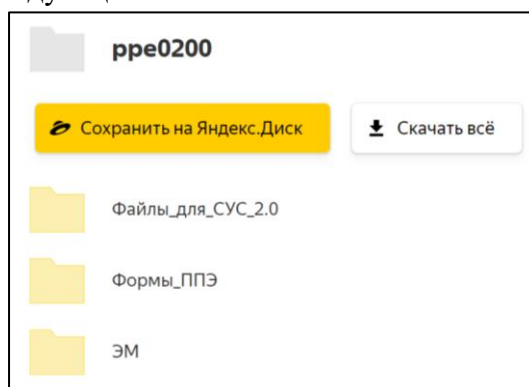 ppe0200
Сохранить на Яндекс.Диск
Скачать всё
Файлы_для_СУС_2.0
Формы_ППЭ
ЭМ